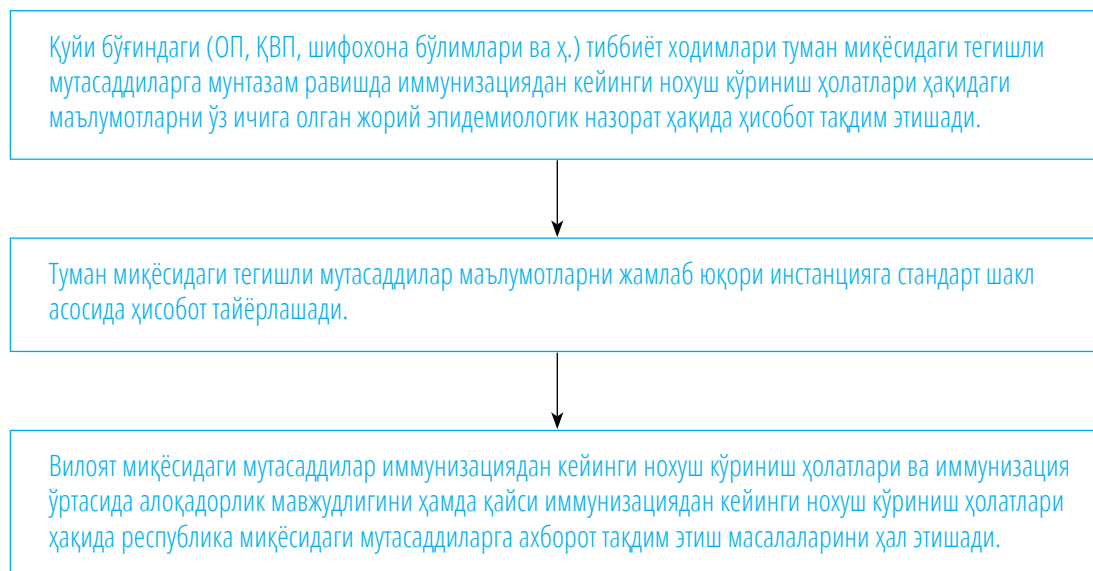 Қуйи бўғиндаги (ОП, ҚВП, шифохона бўлимлари ва ҳ.) тиббиёт ходимлари туман миқёсидаги тегишли
мутасаддиларга мунтазам равишда иммунизациядан кейинги нохуш кўриниш ҳолатлари ҳақидаги
маълумотларни ўз ичига олган жорий эпидемиологик назорат ҳақида ҳисобот тақдим этишади.
Туман миқёсидаги тегишли мутасаддилар маълумотларни жамлаб юқори инстанцияга стандарт шакл
асосида ҳисобот тайёрлашади.
Вилоят миқёсидаги мутасаддилар иммунизациядан кейинги нохуш кўриниш ҳолатлари ва иммунизация
ўртасида алоқадорлик мавжудлигини ҳамда қайси иммунизациядан кейинги нохуш кўриниш ҳолатлари
ҳақида республика миқёсидаги мутасаддиларга ахборот тақдим этиш масалаларини ҳал этишади.